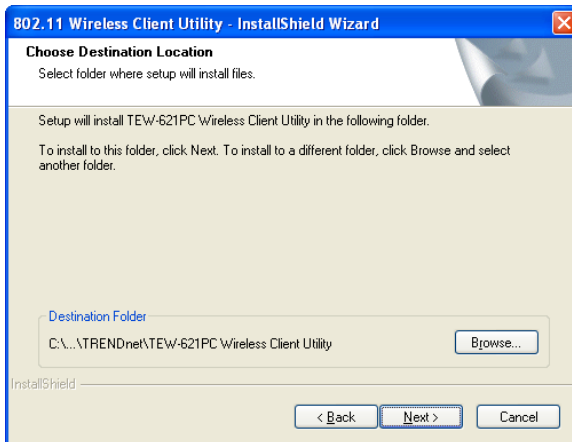 802.11 Wireless Client Utility - InstallShield Wizard
Choose Destination Location
Select folder where setup will install files.
Setup will install TEW-621PC Wireless Client Utility in the following folder.
To install to this folder, click Next. To install to a different folder, click Browse and select
another folder.
Destination Folder
C:\...\TRENDnet\TEW-621PC Wireless Client Utility
Browse...
InstallShield
< Back
Next >
Cancel